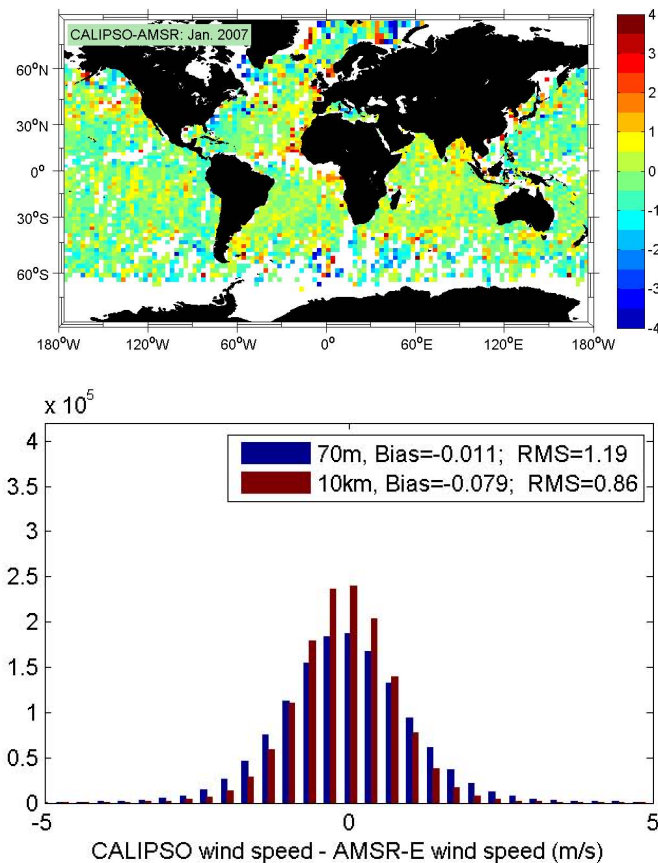 CALIPSO-AMSR: Jan. 2007
60°N
30°N
0°
30°S
60°S
180°W 120°W 60°W 0° 60°E 120°E 180°W
4
3
2
1
0
-1
-2
-3
-4
x 10^5
70m, Bias=-0.011; RMS=1.19
10km, Bias=-0.079; RMS=0.86
4
3.5
3
2.5
2
1.5
1
0.5
0
-5 0 5
CALIPSO wind speed - AMSR-E wind speed (m/s)